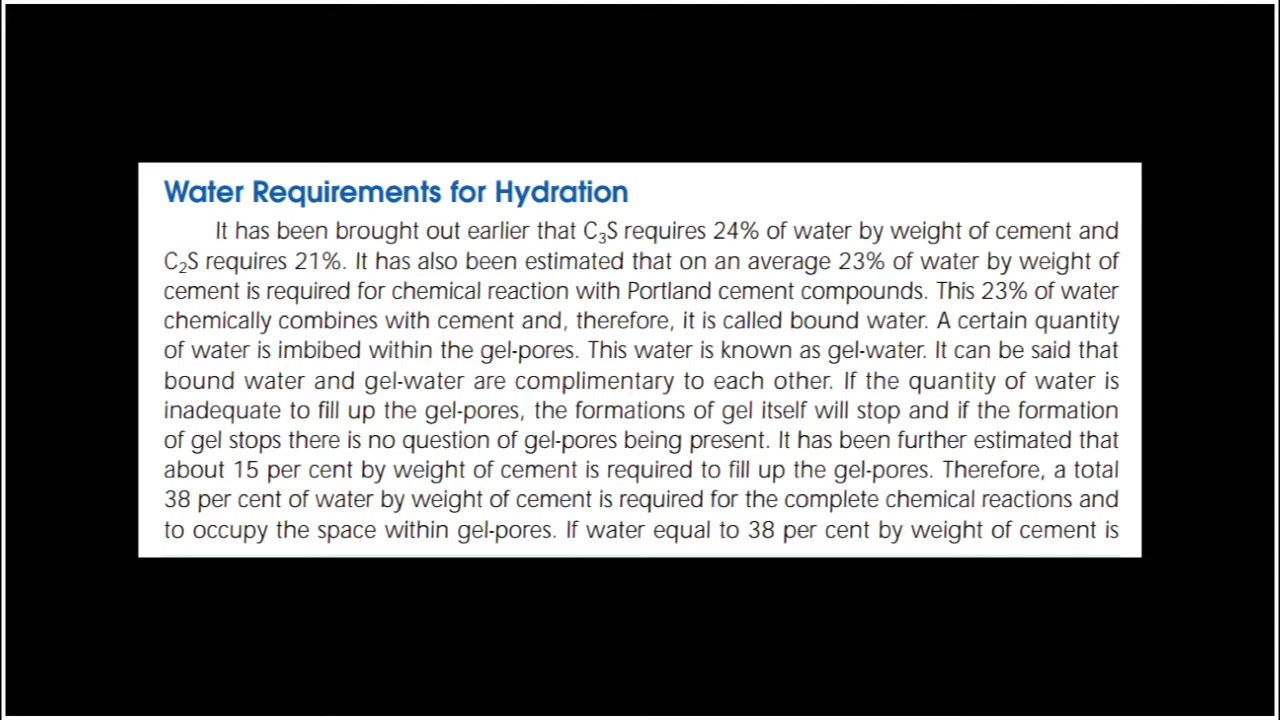 Water Requirements for Hydration
It has been brought out earlier that C₃S requires 24% of water by weight of cement and
C₂S requires 21%. It has also been estimated that on an average 23% of water by weight of
cement is required for chemical reaction with Portland cement compounds. This 23% of water
chemically combines with cement and, therefore, it is called bound water. A certain quantity
of water is imbibed within the gel-pores. This water is known as gel-water. It can be said that
bound water and gel-water are complimentary to each other. If the quantity of water is
inadequate to fill up the gel-pores, the formations of gel itself will stop and if the formation
of gel stops there is no question of gel-pores being present. It has been further estimated that
about 15 per cent by weight of cement is required to fill up the gel-pores. Therefore, a total
38 per cent of water by weight of cement is required for the complete chemical reactions and
to occupy the space within gel-pores. If water equal to 38 per cent by weight of cement is